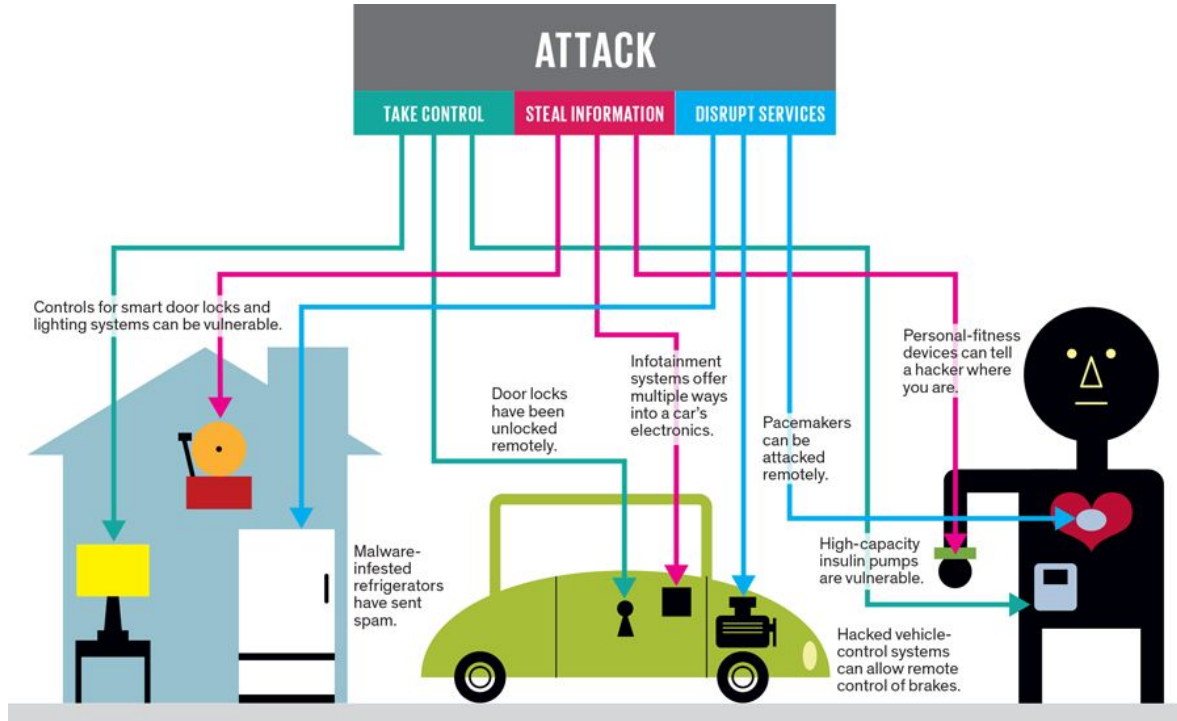 ATTACK
TAKE CONTROL
STEAL INFORMATION
DISRUPT SERVICES
Controls for smart door locks and
lighting systems can be vulnerable.
Door locks
have been
unlocked
remotely.
Infotainment
systems offer
multiple ways
into a car's
electronics.
Personal-fitness
devices can tell
a hacker where
you are.
Pacemakers
can be
attacked
remotely.
Malware-
infested
refrigerators
have sent
spam.
High-capacity
insulin pumps
are vulnerable.
Hacked vehicle-
control systems
can allow remote
control of brakes.